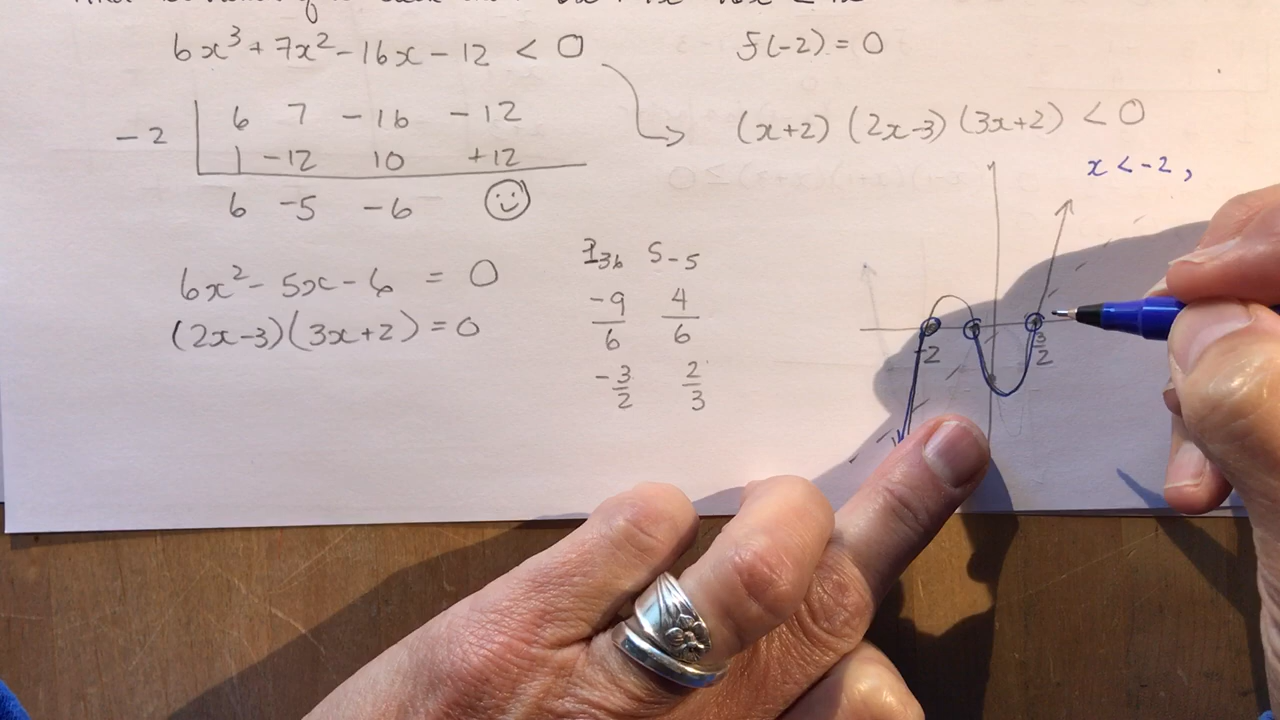 6x³ + 7x² - 16x - 12 < 0
-2 | 6 7 -16 -12
↓ -12 10 +12
6 -5 -6 ☺
6x² - 5x - 6 = 0
(2x-3)(3x+2) = 0
f(-2) = 0
(x+2) (2x-3) (3x+2) < 0
x < -2,
P₋₃₆ S₋₅
-9/6 4/6
-3/2 2/3
-2 3/2